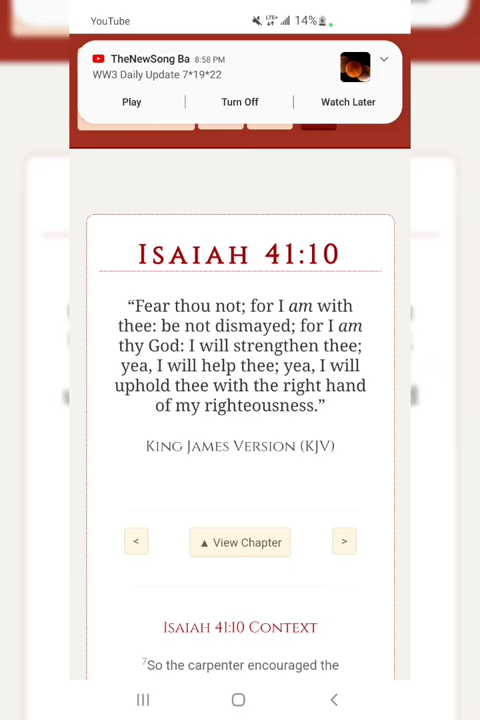 YouTube
LTE+
14%
TheNewSong Ba 8:58 PM
WW3 Daily Update 7*19*22
Play
Turn Off
Watch Later
Isaiah 41:10
“Fear thou not; for I am with
thee: be not dismayed; for I am
thy God: I will strengthen thee;
yea, I will help thee; yea, I will
uphold thee with the right hand
of my righteousness.”
King James Version (KJV)
<
▲ View Chapter
>
Isaiah 41:10 Context
7So the carpenter encouraged the